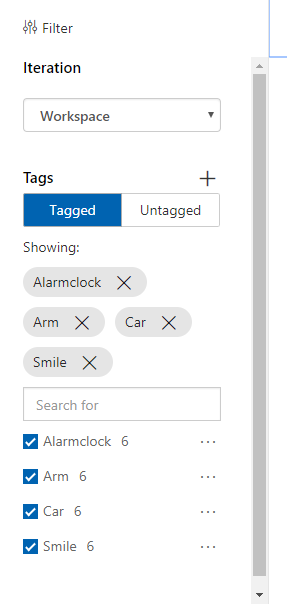 Filter
Iteration
Workspace
Tags
Tagged Untagged
Showing:
Alarmclock
Arm Car
Smile
Search for
Alarmclock 6
Arm 6
Car 6
Smile 6